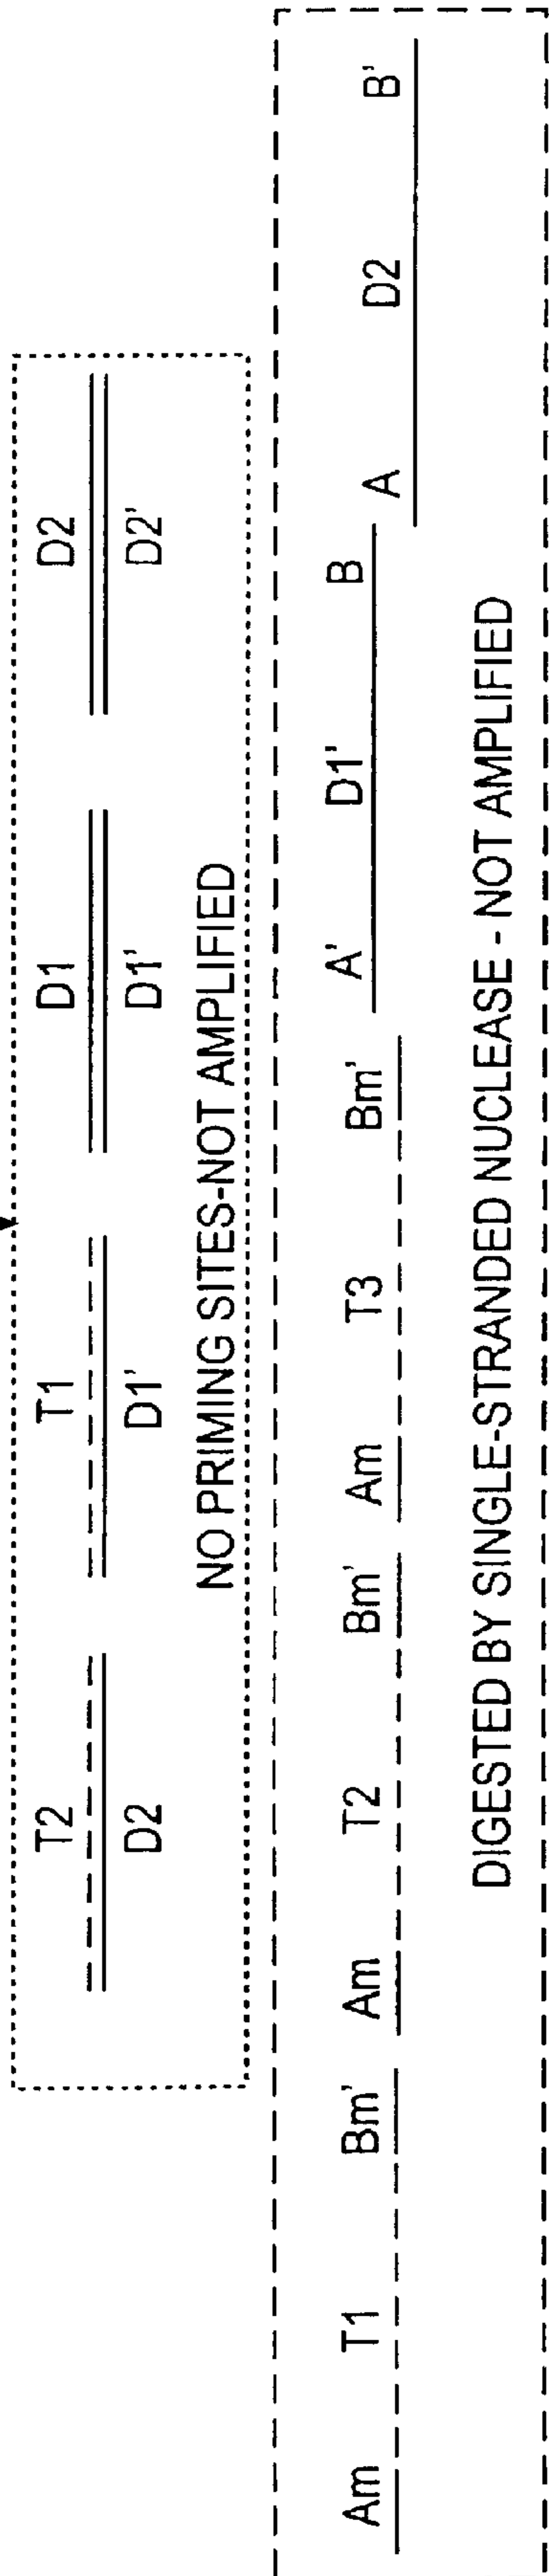 T2 T1 D1 D2
D2 D1' D1' D2'
NO PRIMING SITES-NOT AMPLIFIED
Am T1 Bm' Am T2 Bm' Am T3 Bm' A' D1' B A D2 B'
DIGESTED BY SINGLE-STRANDED NUCLEASE - NOT AMPLIFIED